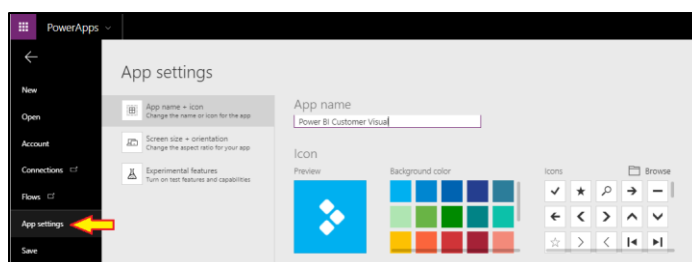 PowerApps
New
Open
Account
Connections
Flows
App settings
Save
App settings
App name + icon
Change the name or icon for the app
Screen size + orientation
Change the aspect ratio for your app
Experimental features
Turn on test features and capabilities
App name
Power BI Customer Visual
Icon
Preview
Background color
Icons
Browse